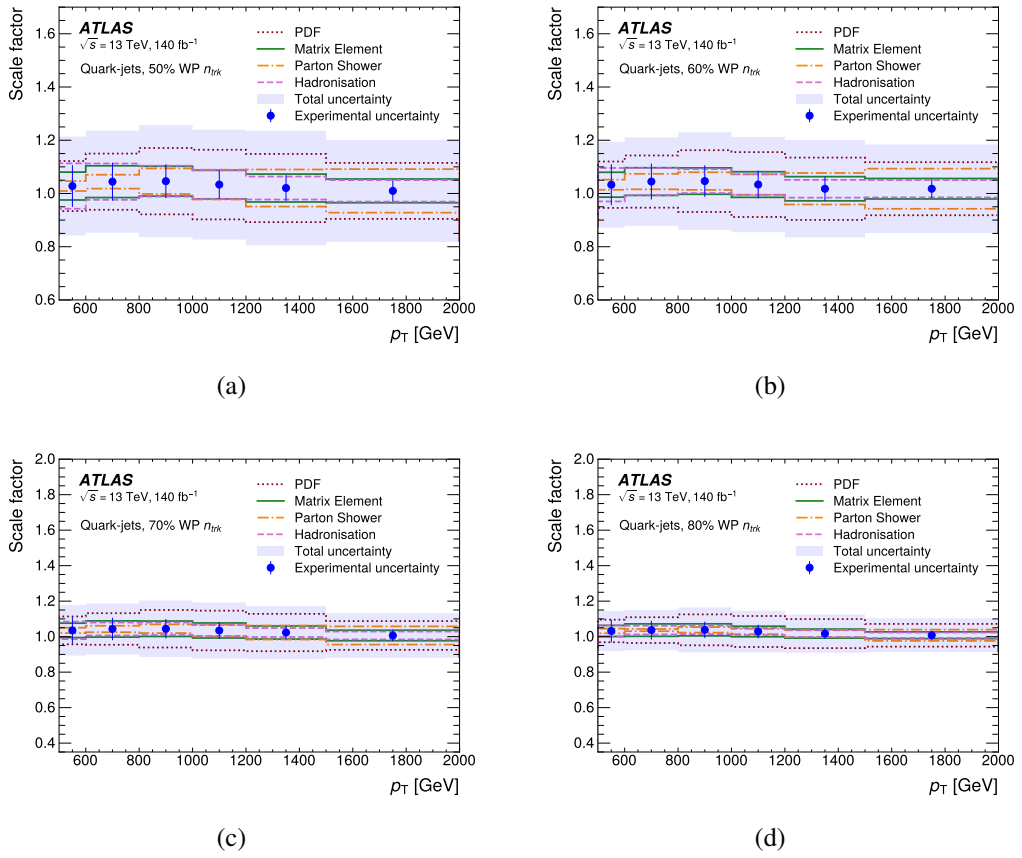 ATLAS
√s = 13 TeV, 140 fb⁻¹
Quark-jets, 50% WP n_trk
PDF
Matrix Element
Parton Shower
Hadronisation
Total uncertainty
Experimental uncertainty
Scale factor
1.6
1.4
1.2
1.0
0.8
0.6
600 800 1000 1200 1400 1600 1800 2000
p_T [GeV]
(a)
ATLAS
√s = 13 TeV, 140 fb⁻¹
Quark-jets, 60% WP n_trk
PDF
Matrix Element
Parton Shower
Hadronisation
Total uncertainty
Experimental uncertainty
Scale factor
1.6
1.4
1.2
1.0
0.8
0.6
600 800 1000 1200 1400 1600 1800 2000
p_T [GeV]
(b)
ATLAS
√s = 13 TeV, 140 fb⁻¹
Quark-jets, 70% WP n_trk
PDF
Matrix Element
Parton Shower
Hadronisation
Total uncertainty
Experimental uncertainty
Scale factor
2.0
1.8
1.6
1.4
1.2
1.0
0.8
0.6
0.4
600 800 1000 1200 1400 1600 1800 2000
p_T [GeV]
(c)
ATLAS
√s = 13 TeV, 140 fb⁻¹
Quark-jets, 80% WP n_trk
PDF
Matrix Element
Parton Shower
Hadronisation
Total uncertainty
Experimental uncertainty
Scale factor
2.0
1.8
1.6
1.4
1.2
1.0
0.8
0.6
0.4
600 800 1000 1200 1400 1600 1800 2000
p_T [GeV]
(d)